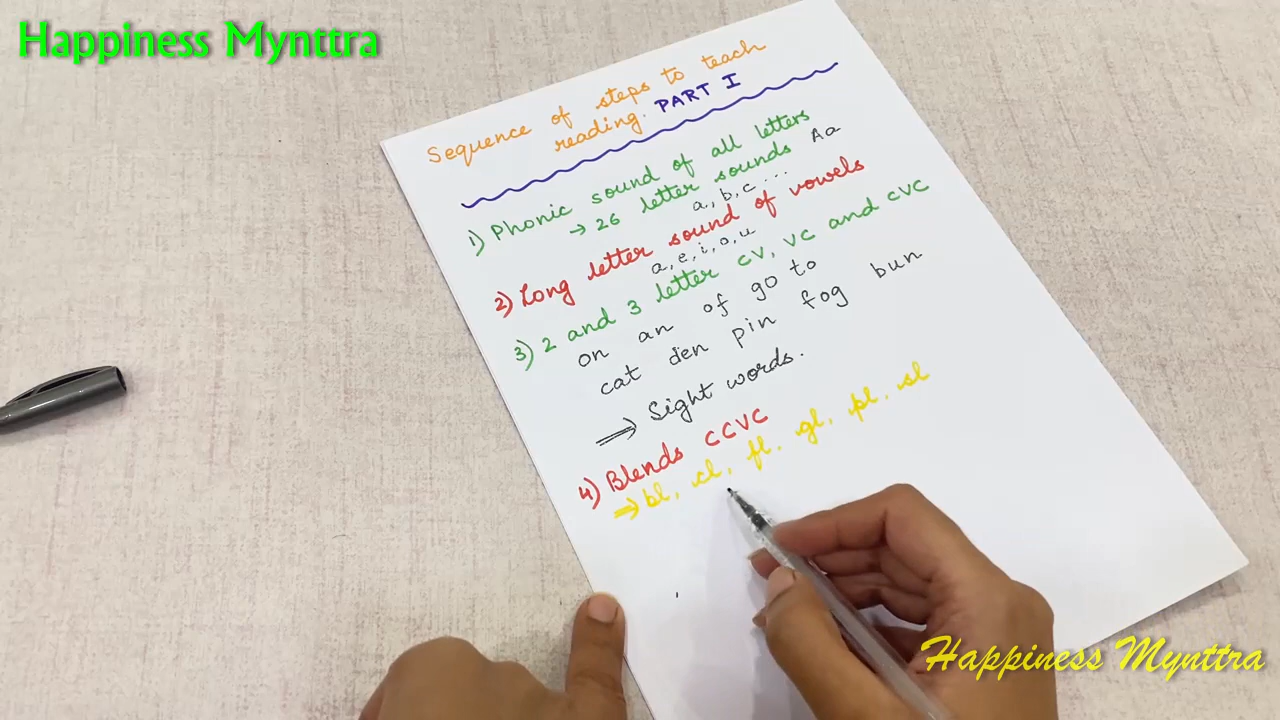 Happiness Mynttra
Sequence of steps to teach
reading. PART I
1) Phonic sound of all letters
→ 26 letter sounds Aa
a, b, c ...
2) Long letter sound of vowels
a, e, i, o, u
3) 2 and 3 letter CV, VC and CVC
on an of go to
cat den pin fog bun
⇒ Sight words.
4) Blends CCVC
⇒ bl, cl, fl, gl, pl, sl
Happiness Mynttra